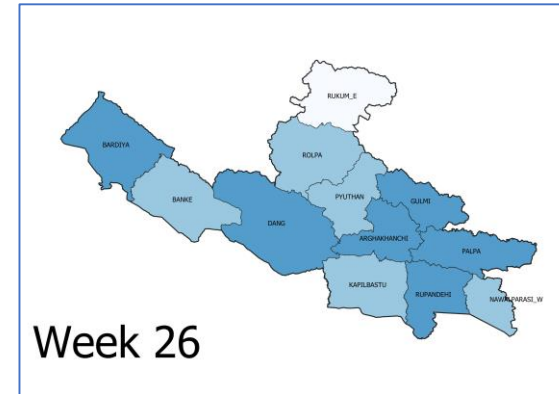 RUKUM_E
BARDIYA
ROLPA
BANKE
PYUTHAN
GULMI
DANG
ARGHAKHANCHI
PALPA
KAPILBASTU
RUPANDEHI
NAWALPARASI_W
Week 26